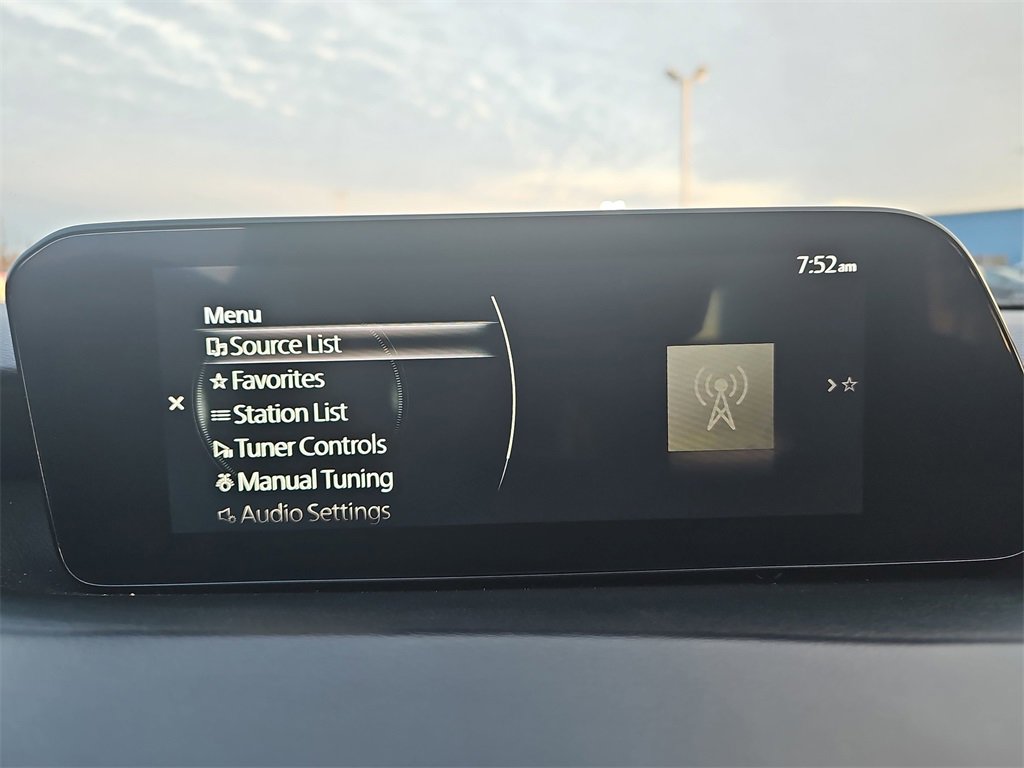 7:52am
Menu
Source List
Favorites
Station List
Tuner Controls
Manual Tuning
Audio Settings